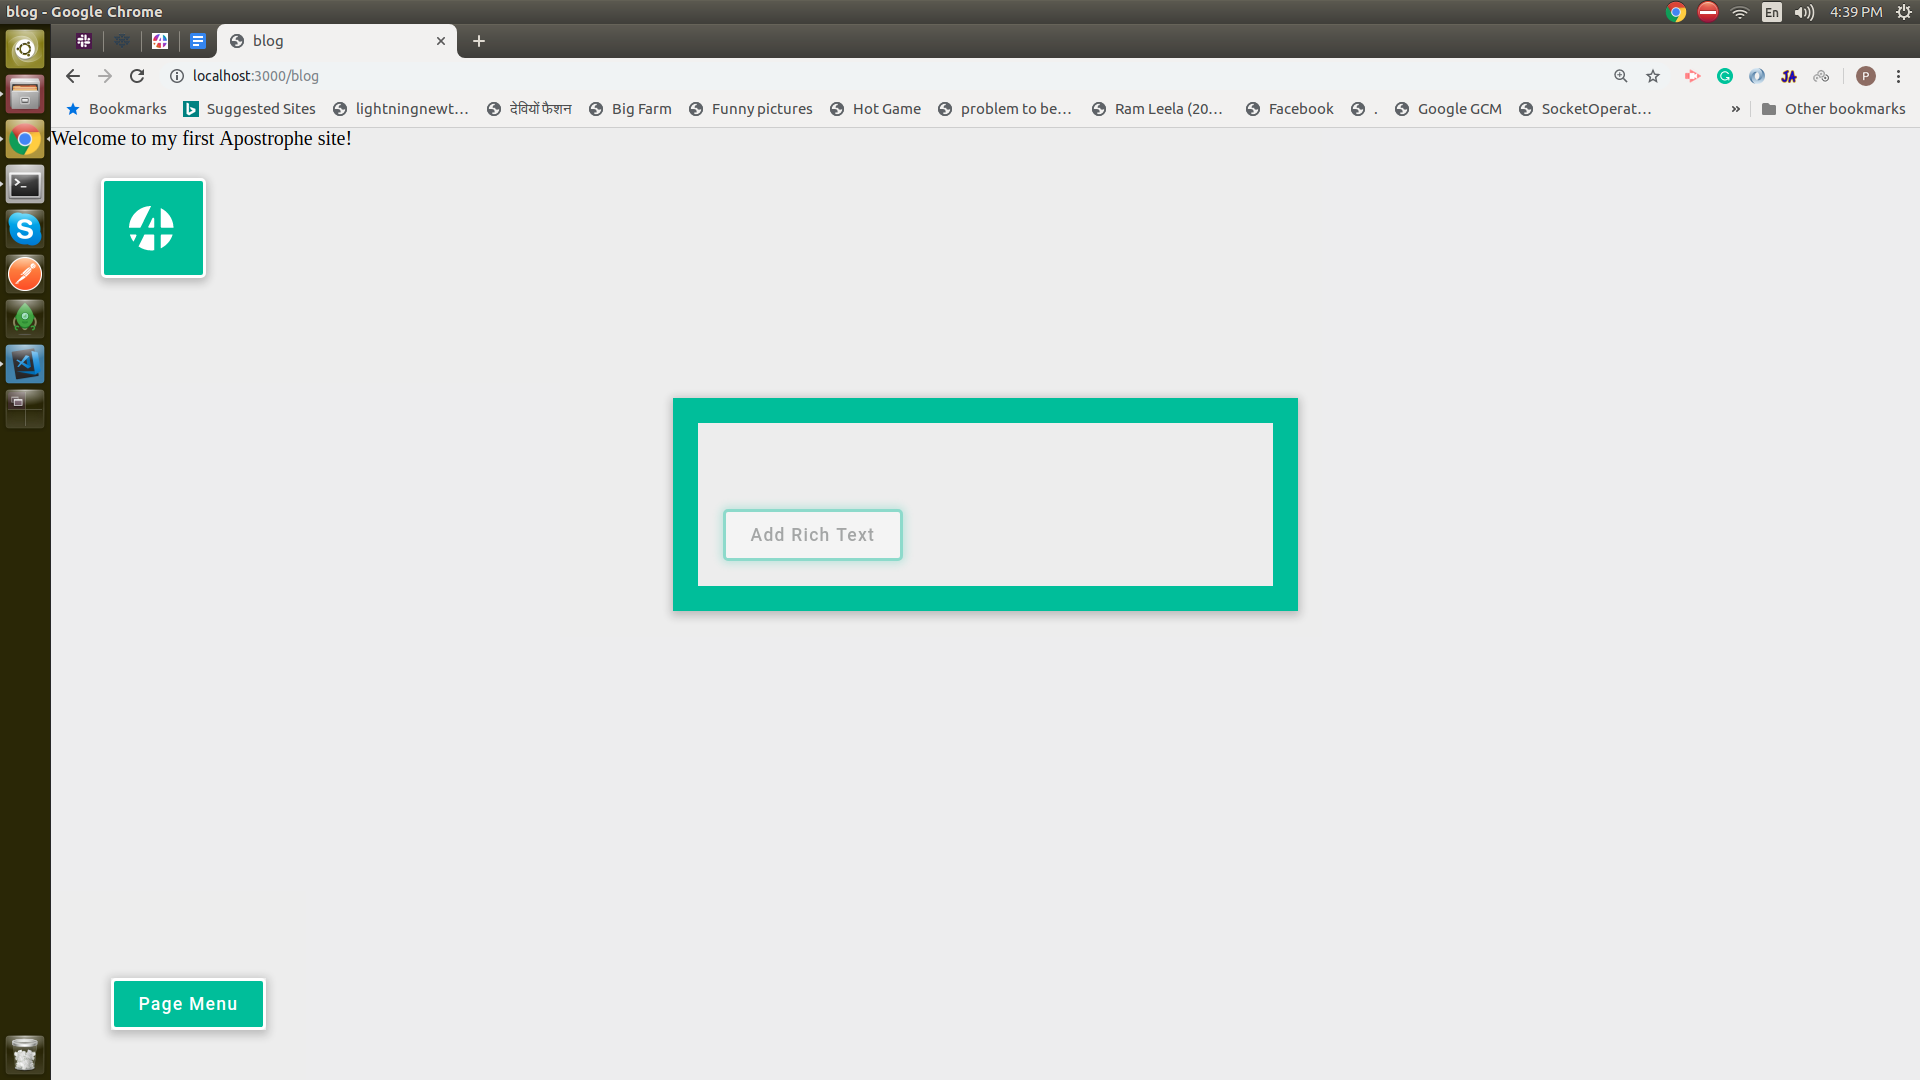 blog - Google Chrome
En
4:39 PM
blog
localhost:3000/blog
JA
P
Bookmarks
Suggested Sites
lightningnewt...
देवियों फैशन
Big Farm
Funny pictures
Hot Game
problem to be...
Ram Leela (20...
Facebook
.
Google GCM
SocketOperat...
»
Other bookmarks
Welcome to my first Apostrophe site!
Add Rich Text
Page Menu